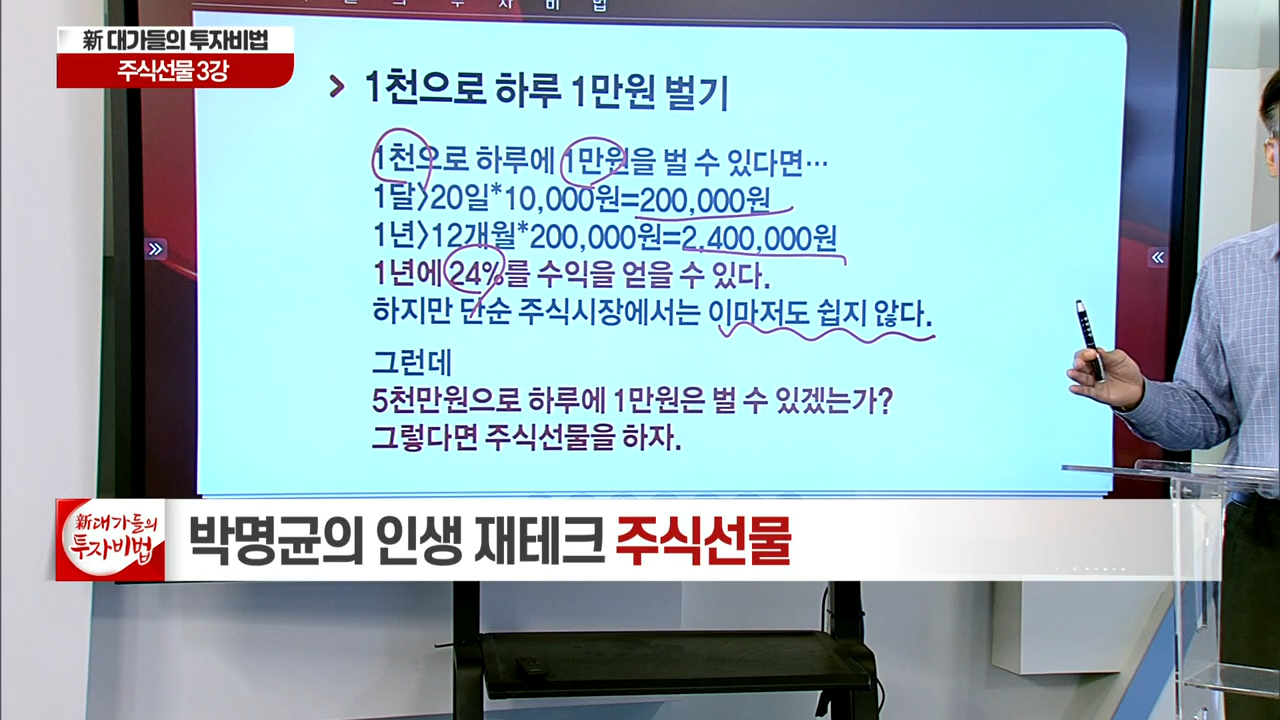 新 대가들의 투자비법
주식선물 3강
1천으로 하루 1만원 벌기
1천으로 하루에 1만원을 벌 수 있다면…
1달>20일*10,000원=200,000원
1년>12개월*200,000원=2,400,000원
1년에 24%를 수익을 얻을 수 있다.
하지만 단순 주식시장에서는 이마저도 쉽지 않다.
그런데
5천만원으로 하루에 1만원은 벌 수 있겠는가?
그렇다면 주식선물을 하자.
新대가들의
투자비법
박명균의 인생 재테크 주식선물